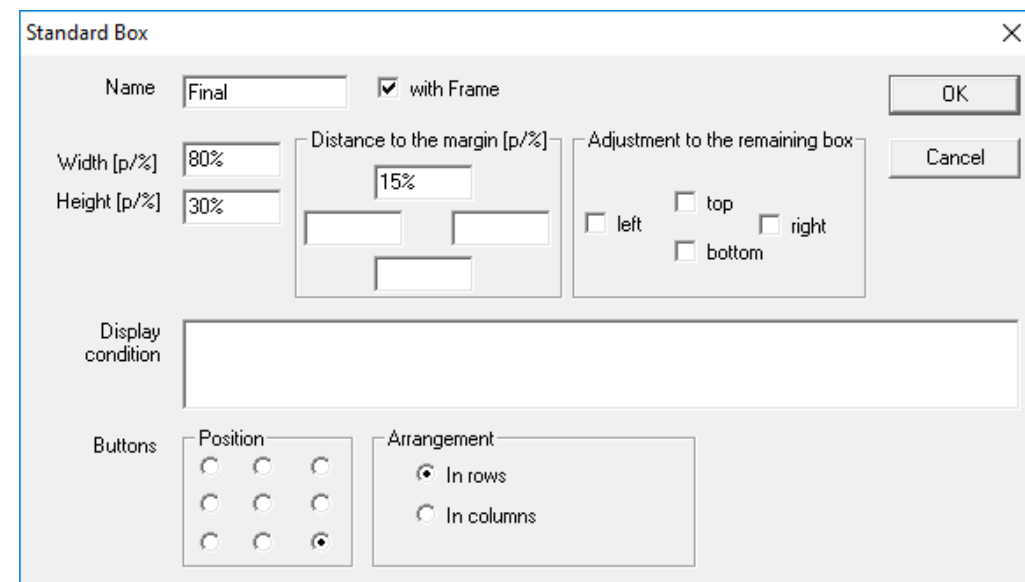 Standard Box
Name Final with Frame OK
Distance to the margin [p/%] Adjustment to the remaining box
Width [p/%] 80% 15% Cancel
Height [p/%] 30% left top right
bottom
Display
condition
Buttons Position Arrangement
In rows
In columns